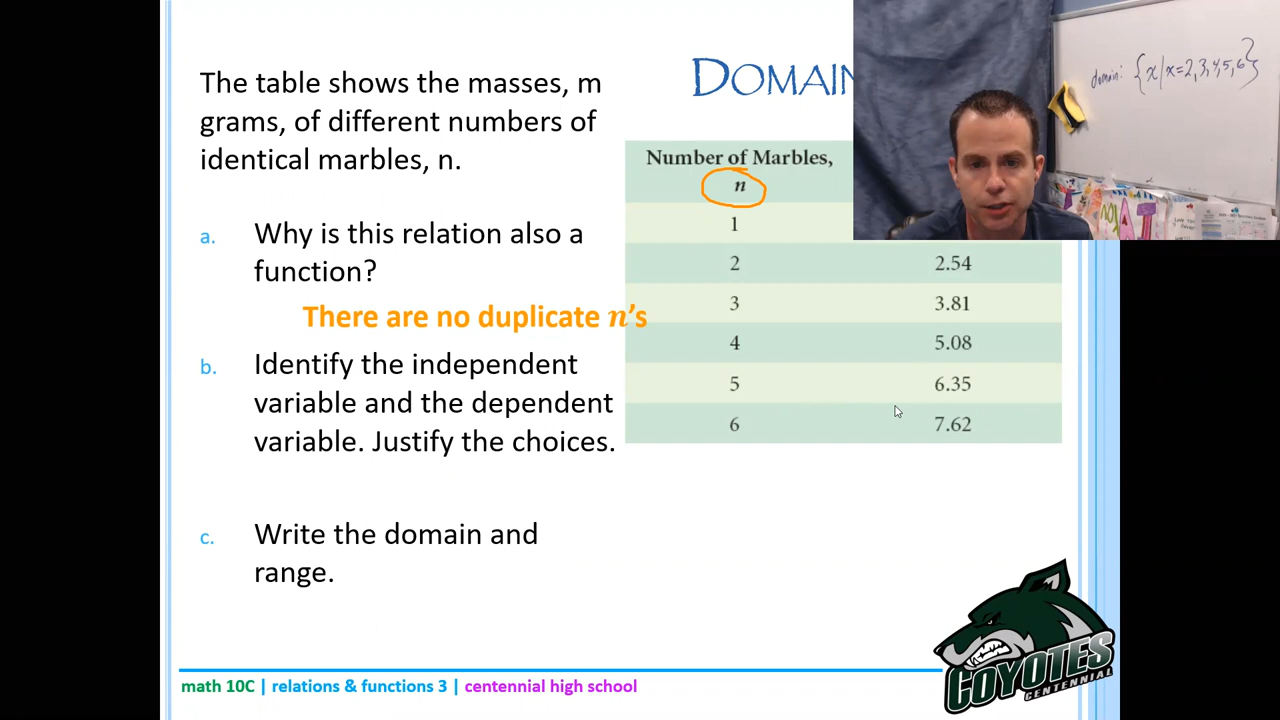 DOMAIN
domain: {x|x=2,3,4,5,6}
The table shows the masses, m
grams, of different numbers of
identical marbles, n.
Number of Marbles,
n
1
2 2.54
3 3.81
4 5.08
5 6.35
6 7.62
a. Why is this relation also a
function?
There are no duplicate n's
b. Identify the independent
variable and the dependent
variable. Justify the choices.
c. Write the domain and
range.
COYOTES
CENTENNIAL
math 10C | relations & functions 3 | centennial high school